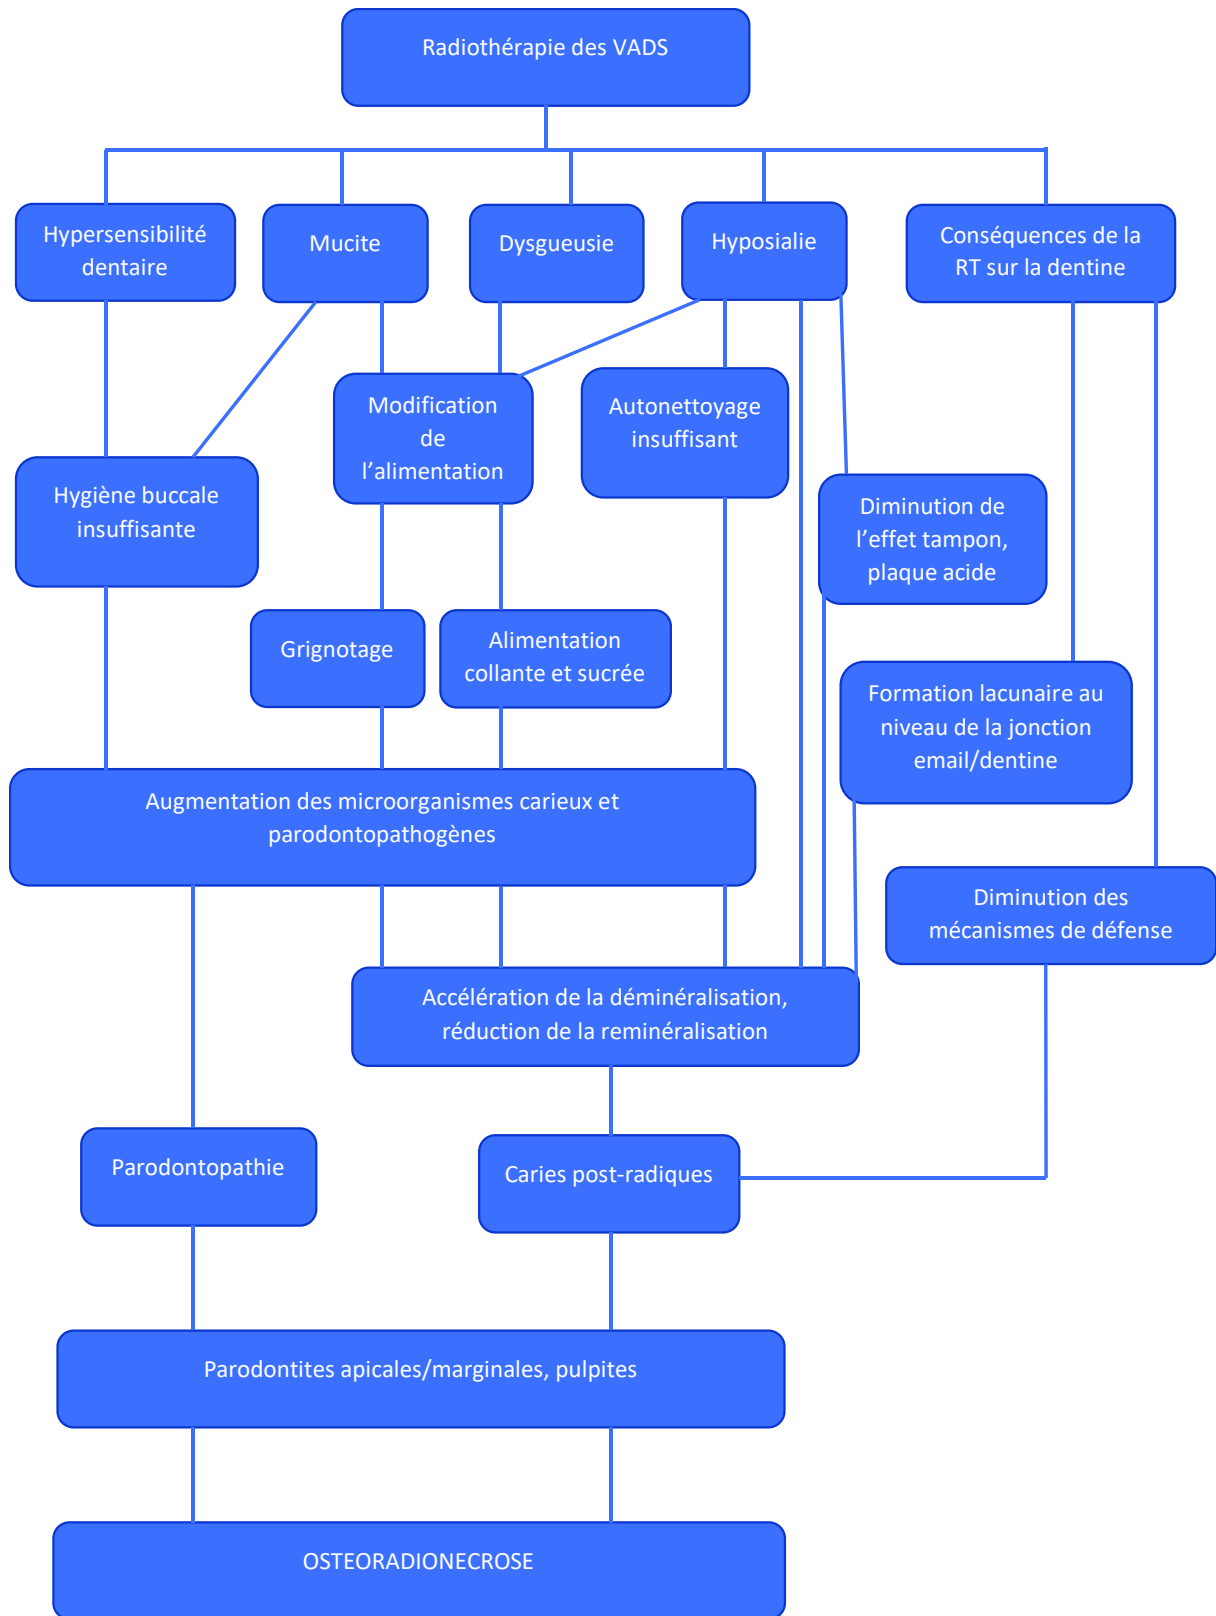 Radiothérapie des VADS
Hypersensibilité
dentaire
Mucite
Dysgueusie
Hyposialie
Conséquences de la
RT sur la dentine
Modification
de
l’alimentation
Autonettoyage
insuffisant
Hygiène buccale
insuffisante
Diminution de
l’effet tampon,
plaque acide
Grignotage
Alimentation
collante et sucrée
Formation lacunaire au
niveau de la jonction
email/dentine
Augmentation des microorganismes carieux et
parodontopathogènes
Diminution des
mécanismes de défense
Accélération de la déminéralisation,
réduction de la reminéralisation
Parodontopathie
Caries post-radiques
Parodontites apicales/marginales, pulpites
OSTEORADIONECROSE